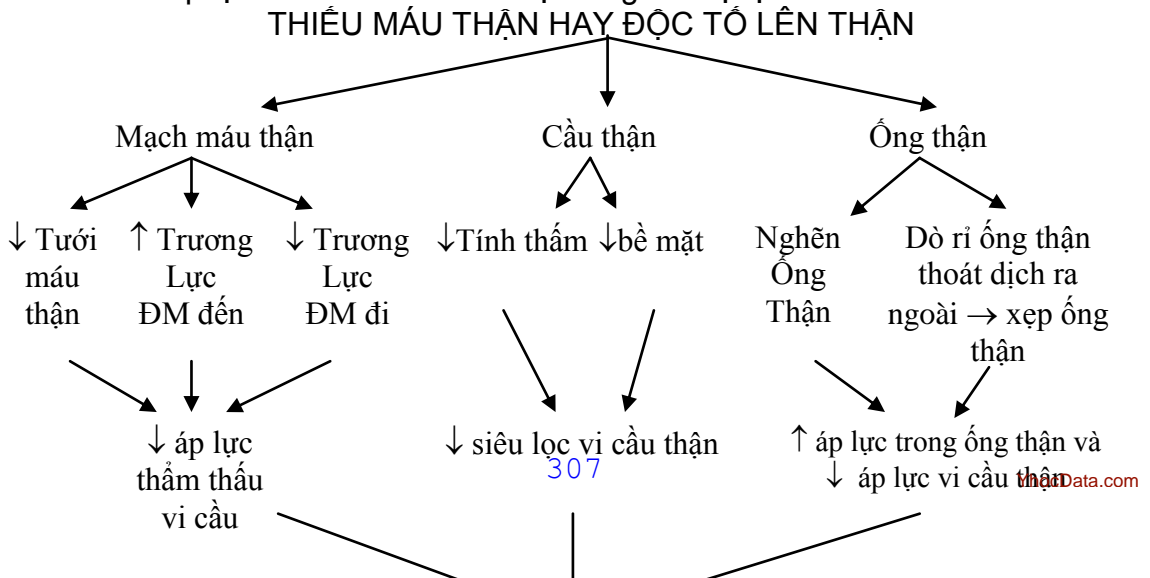 THIẾU MÁU THẬN HAY ĐỘC TỐ LÊN THẬN
Mạch máu thận
Cầu thận
Ống thận
↓ Tưới
máu
thận
↑ Trương
Lực
ĐM đến
↓ Trương
Lực
ĐM đi
↓Tính thấm ↓bề mặt
Nghẽn
Ống
Thận
Dò rỉ ống thận
thoát dịch ra
ngoài → xẹp ống
thận
↓ áp lực
thẩm thấu
vi cầu
↓ siêu lọc vi cầu thận
307
↑ áp lực trong ống thận và
↓ áp lực vi cầu thận
YhocData.com